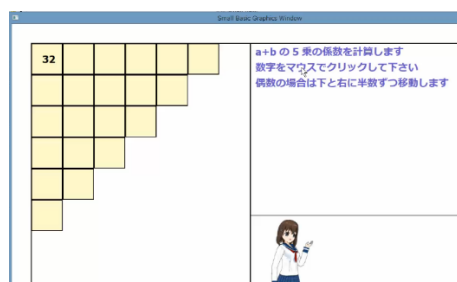 Small Basic Graphics Window
32
a+b の 5 乗の係数を計算します
数字をマウスでクリックして下さい
偶数の場合は下と右に半数ずつ移動します